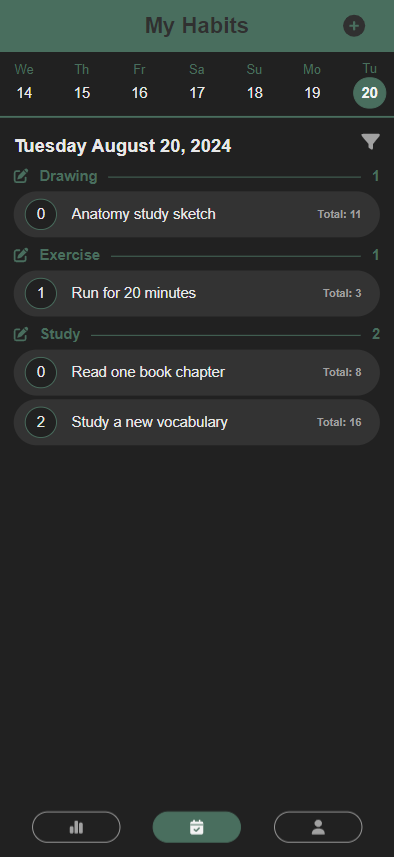 My Habits
We Th Fr Sa Su Mo Tu
14 15 16 17 18 19 20
Tuesday August 20, 2024
Drawing 1
0 Anatomy study sketch Total: 11
Exercise 1
1 Run for 20 minutes Total: 3
Study 2
0 Read one book chapter Total: 8
2 Study a new vocabulary Total: 16